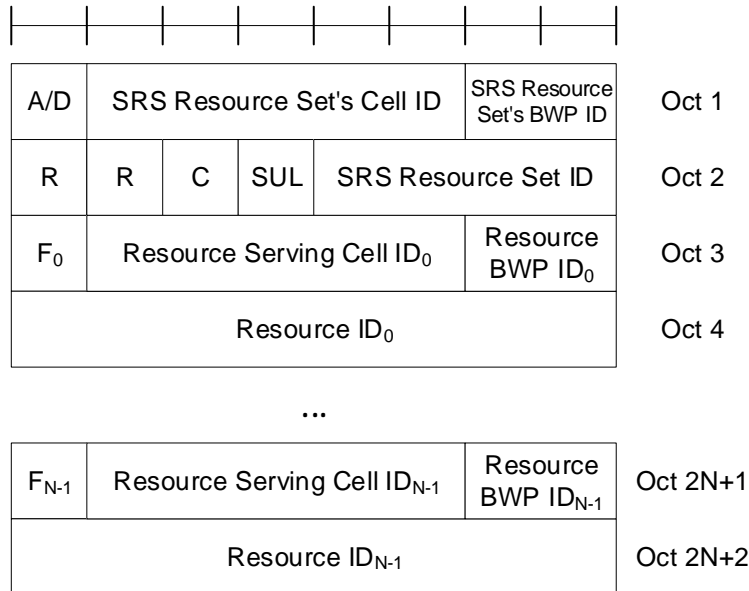 A/D SRS Resource Set's Cell ID SRS Resource Set's BWP ID Oct 1
R R C SUL SRS Resource Set ID Oct 2
F0 Resource Serving Cell ID0 Resource BWP ID0 Oct 3
Resource ID0 Oct 4
...
FN-1 Resource Serving Cell IDN-1 Resource BWP IDN-1 Oct 2N+1
Resource IDN-1 Oct 2N+2